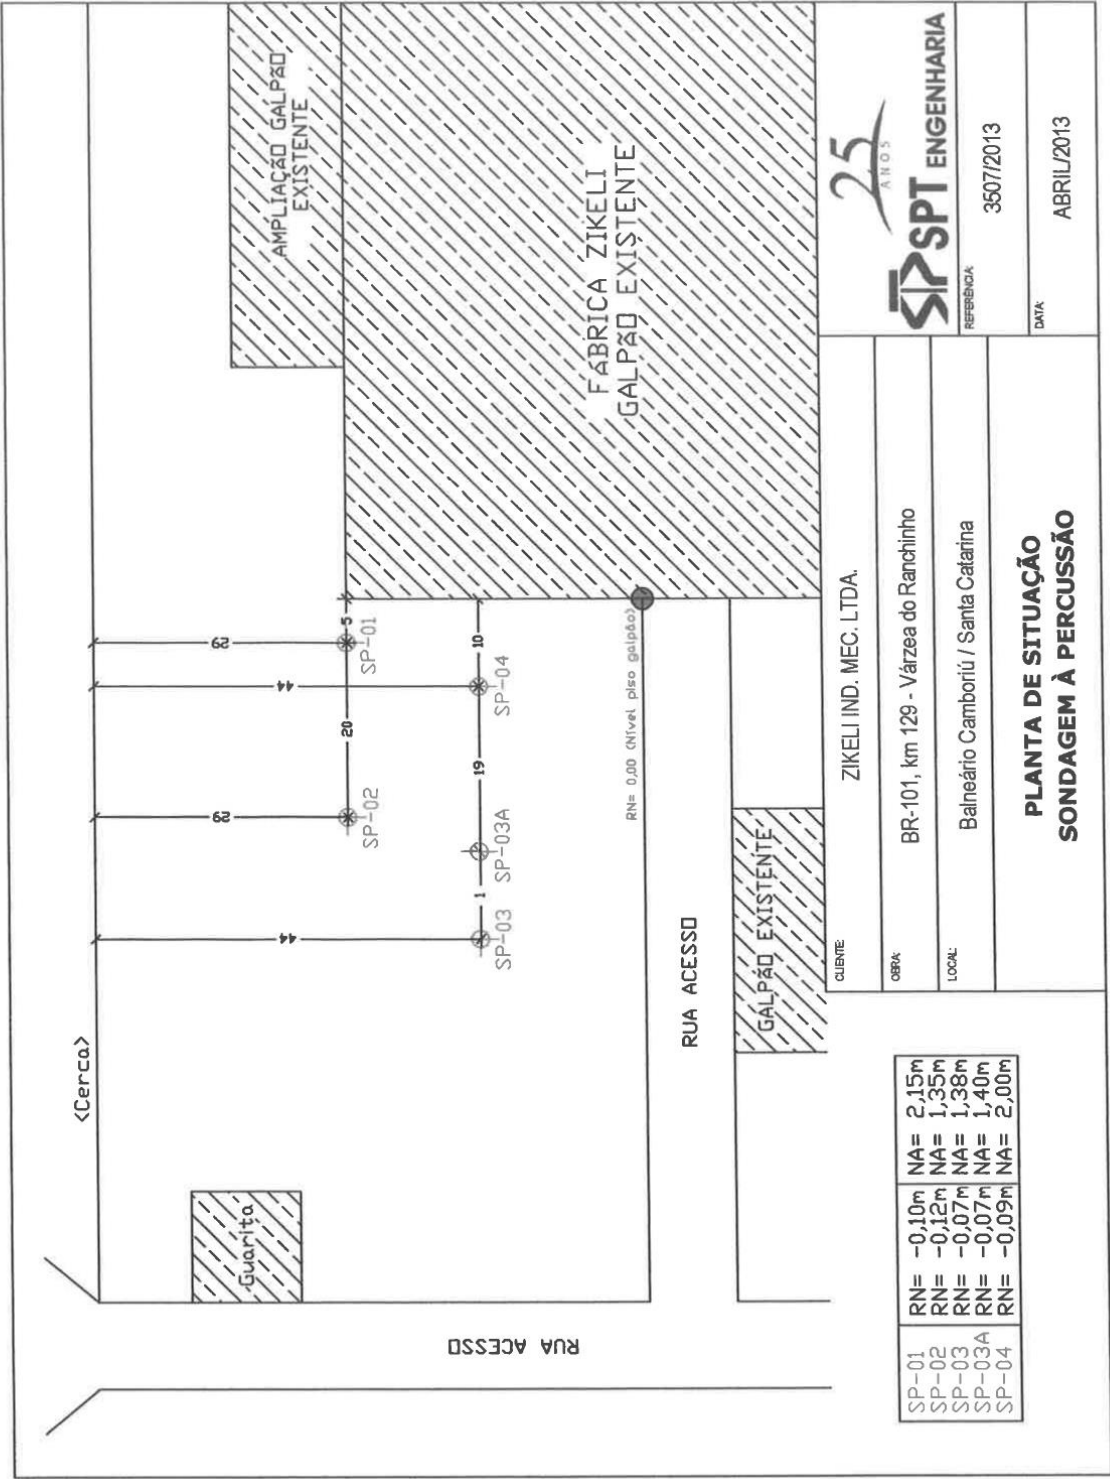 <Cerca>
AMPLIAÇÃO GALPÃO
EXISTENTE
Guarita
29
29
44
44
5
20
10
19
1
SP-01
SP-02
SP-03
SP-03A
SP-04
FÁBRICA ZIKELI
GALPÃO EXISTENTE
RN= 0,00 (Nível piso galpão)
RUA ACESSO
RUA ACESSO
GALPÃO EXISTENTE
SP-01 RN= -0,10m NA= 2,15m
SP-02 RN= -0,12m NA= 1,35m
SP-03 RN= -0,07m NA= 1,38m
SP-03A RN= -0,07m NA= 1,40m
SP-04 RN= -0,09m NA= 2,00m
CLIENTE:
ZIKELI IND. MEC. LTDA.
OBRA:
BR-101, km 129 - Várzea do Ranchinho
LOCAL:
Balneário Camboriú / Santa Catarina
PLANTA DE SITUAÇÃO
SONDAGEM À PERCUSSÃO
25
ANOS
SPT ENGENHARIA
REFERÊNCIA:
3507/2013
DATA:
ABRIL/2013